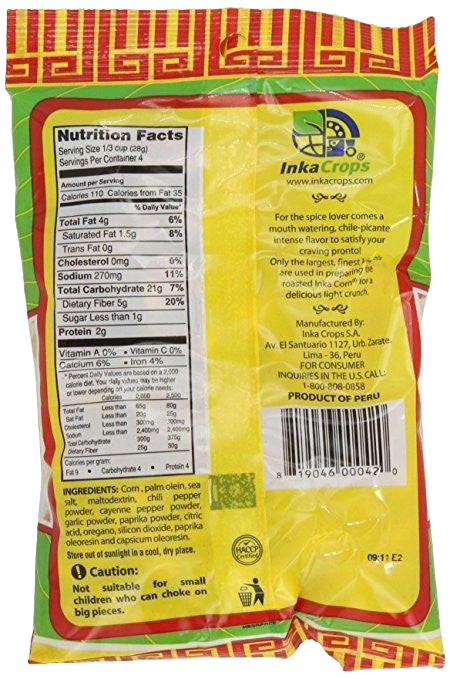 Nutrition Facts
Serving Size 1/3 cup (28g)
Servings Per Container 4
Amount per Serving
Calories 110 Calories from Fat 35
% Daily Value*
Total Fat 4g 6%
Saturated Fat 1.5g 8%
Trans Fat 0g
Cholesterol 0mg 0%
Sodium 270mg 11%
Total Carbohydrate 21g 7%
Dietary Fiber 5g 20%
Sugar Less than 1g
Protein 2g
Vitamin A 0% • Vitamin C 0%
Calcium 6% • Iron 4%
* Percent Daily Values are based on a 2,000
calorie diet. Your daily values may be higher
or lower depending on your calorie needs:
Calories 2,000 2,500
Total Fat Less than 65g 80g
Sat Fat Less than 20g 25g
Cholesterol Less than 300mg 300mg
Sodium Less than 2,400mg 2,400mg
Total Carbohydrate 300g 375g
Dietary Fiber 25g 30g
Calories per gram:
Fat 9 • Carbohydrate 4 • Protein 4
INGREDIENTS: Corn, palm olein, sea
salt, maltodextrin, chili pepper
powder, cayenne pepper powder,
garlic powder, paprika powder, citric
acid, oregano, silicon dioxide, paprika
oleoresin and capsicum oleoresin.
Store out of sunlight in a cool, dry place.
! Caution:
Not suitable for small
children who can choke on
big pieces.
InkaCrops®
www.inkacrops.com
For the spice lover comes a
mouth watering, chile-picante
intense flavor to satisfy your
craving pronto!
Only the largest, finest
are used in preparing the
roasted Inka Corn® for a
delicious light crunch.
Manufactured By:
Inka Crops S.A.
Av. El Santuario 1127, Urb. Zarate.
Lima - 36, Peru
FOR CONSUMER
INQUIRIES IN THE U.S. CALL:
1-800-808-0858
PRODUCT OF PERU
8 19046 00042 0
HACCP
Certified
09:11 E2